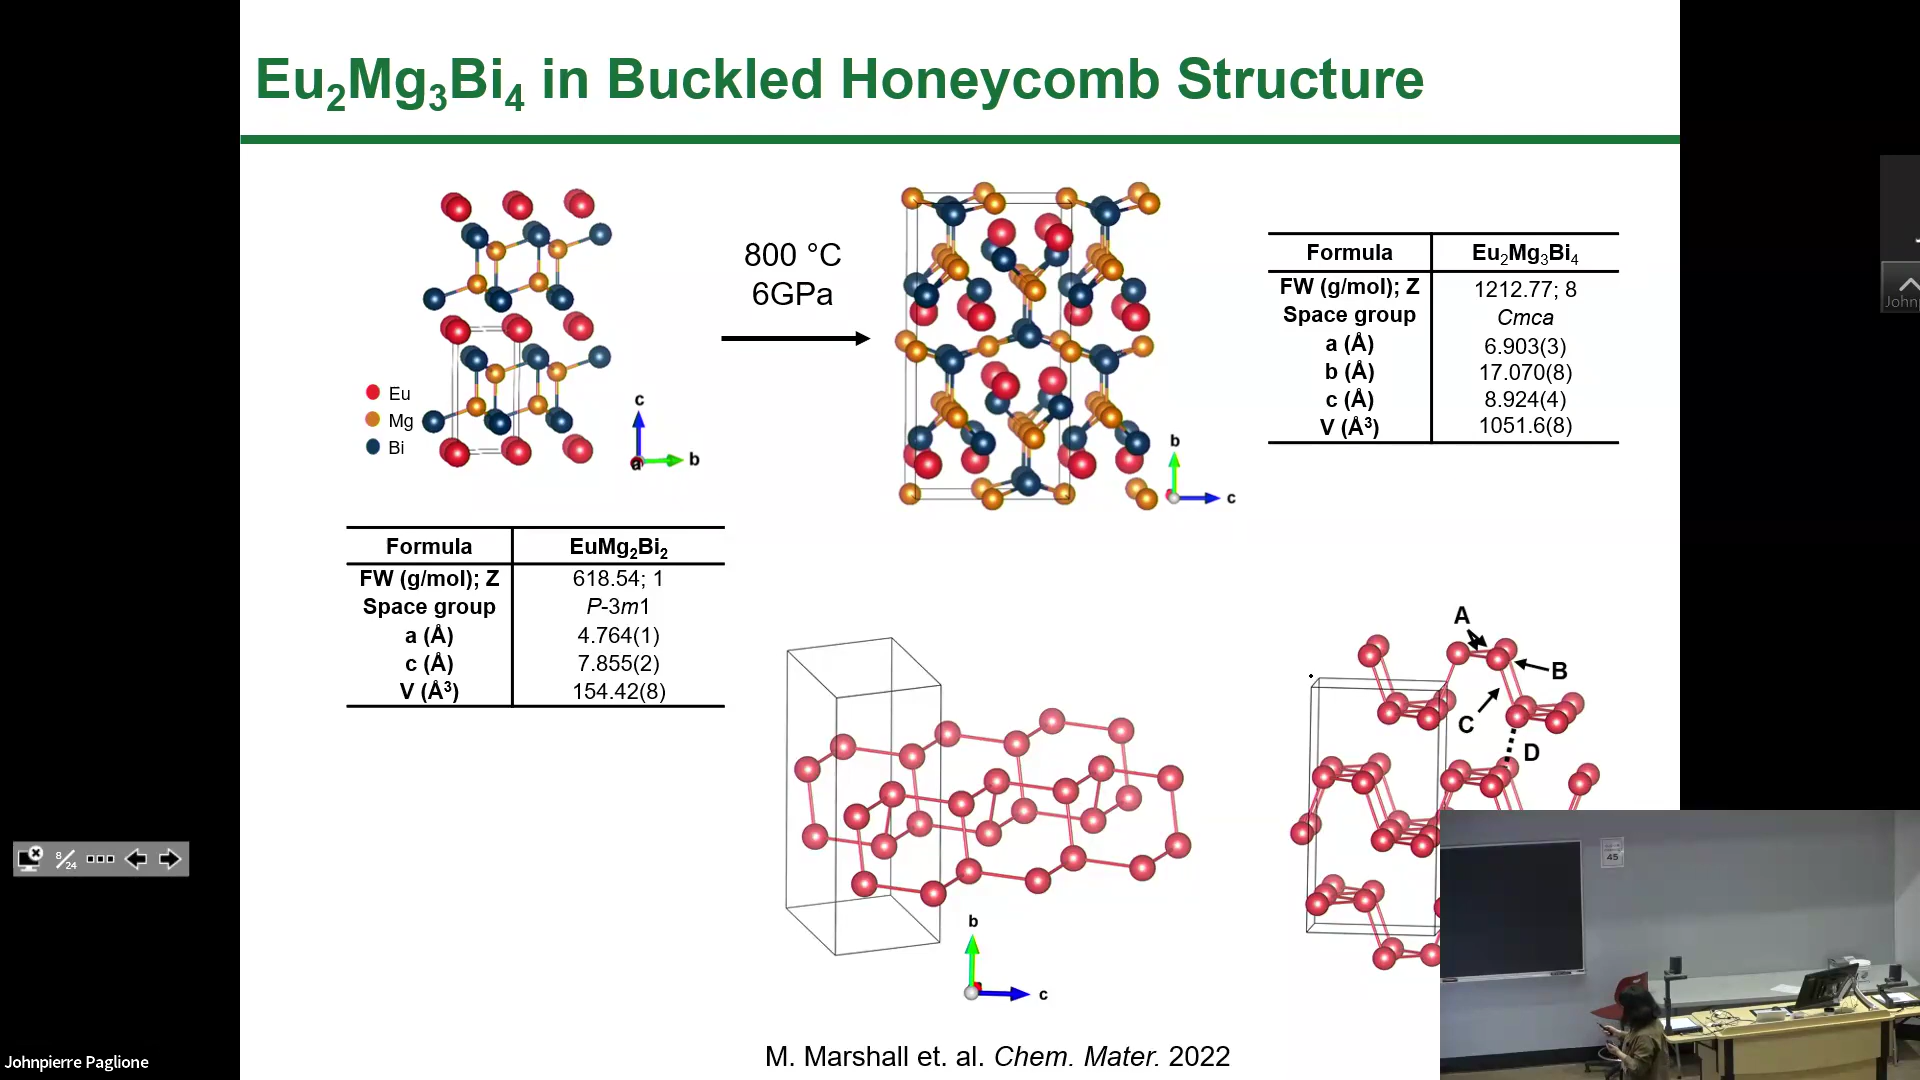 Eu₂Mg₃Bi₄ in Buckled Honeycomb Structure
800 °C
6GPa
Eu
Mg
Bi
c
a
b
b
c
Formula Eu₂Mg₃Bi₄
FW (g/mol); Z 1212.77; 8
Space group Cmca
a (Å) 6.903(3)
b (Å) 17.070(8)
c (Å) 8.924(4)
V (Å³) 1051.6(8)
Formula EuMg₂Bi₂
FW (g/mol); Z 618.54; 1
Space group P-3m1
a (Å) 4.764(1)
c (Å) 7.855(2)
V (Å³) 154.42(8)
A
B
C
D
b
c
M. Marshall et. al. Chem. Mater. 2022
8/24
Johnpierre Paglione
45